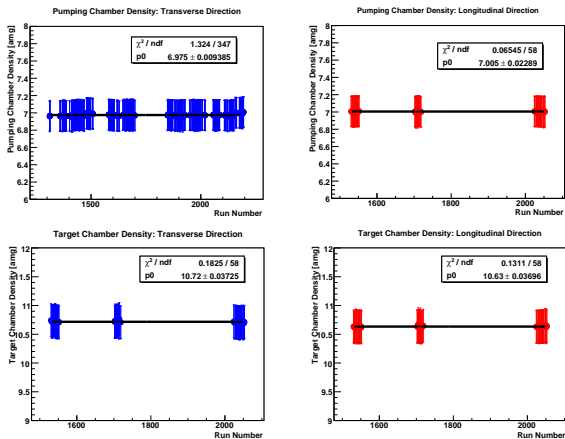 Pumping Chamber Density: Transverse Direction
χ² / ndf 1.324 / 347
p0 6.975 ± 0.009385
Pumping Chamber Density [amg]
8
7.8
7.6
7.4
7.2
7
6.8
6.6
6.4
6.2
6
1500
2000
Run Number
Pumping Chamber Density: Longitudinal Direction
χ² / ndf 0.06545 / 58
p0 7.005 ± 0.02289
Pumping Chamber Density [amg]
8
7.8
7.6
7.4
7.2
7
6.8
6.6
6.4
6.2
6
1600
1800
2000
Run Number
Target Chamber Density: Transverse Direction
χ² / ndf 0.1825 / 58
p0 10.72 ± 0.03725
Target Chamber Density [amg]
12
11.5
11
10.5
10
9.5
9
1600
1800
2000
Run Number
Target Chamber Density: Longitudinal Direction
χ² / ndf 0.1311 / 58
p0 10.63 ± 0.03696
Target Chamber Density [amg]
12
11.5
11
10.5
10
9.5
9
1600
1800
2000
Run Number